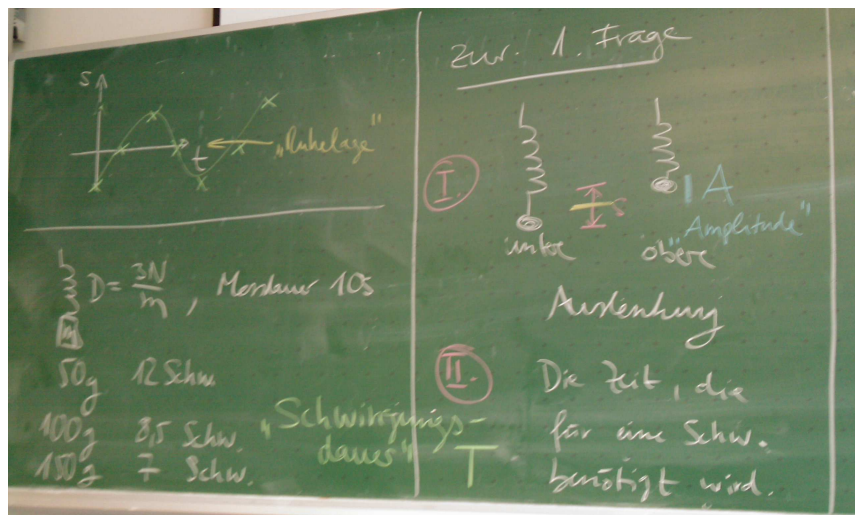 s
t
„Ruhelage"
D = 3N/m, Messdauer 10s
50g 12 Schw.
100g 8,5 Schw.
150g 7 Schw.
„Schwingungs-
dauer" T
zur 1. Frage
I.
s
A
„Amplitude"
untere obere
Auslenkung
II.
Die Zeit, die
für eine Schw.
benötigt wird.